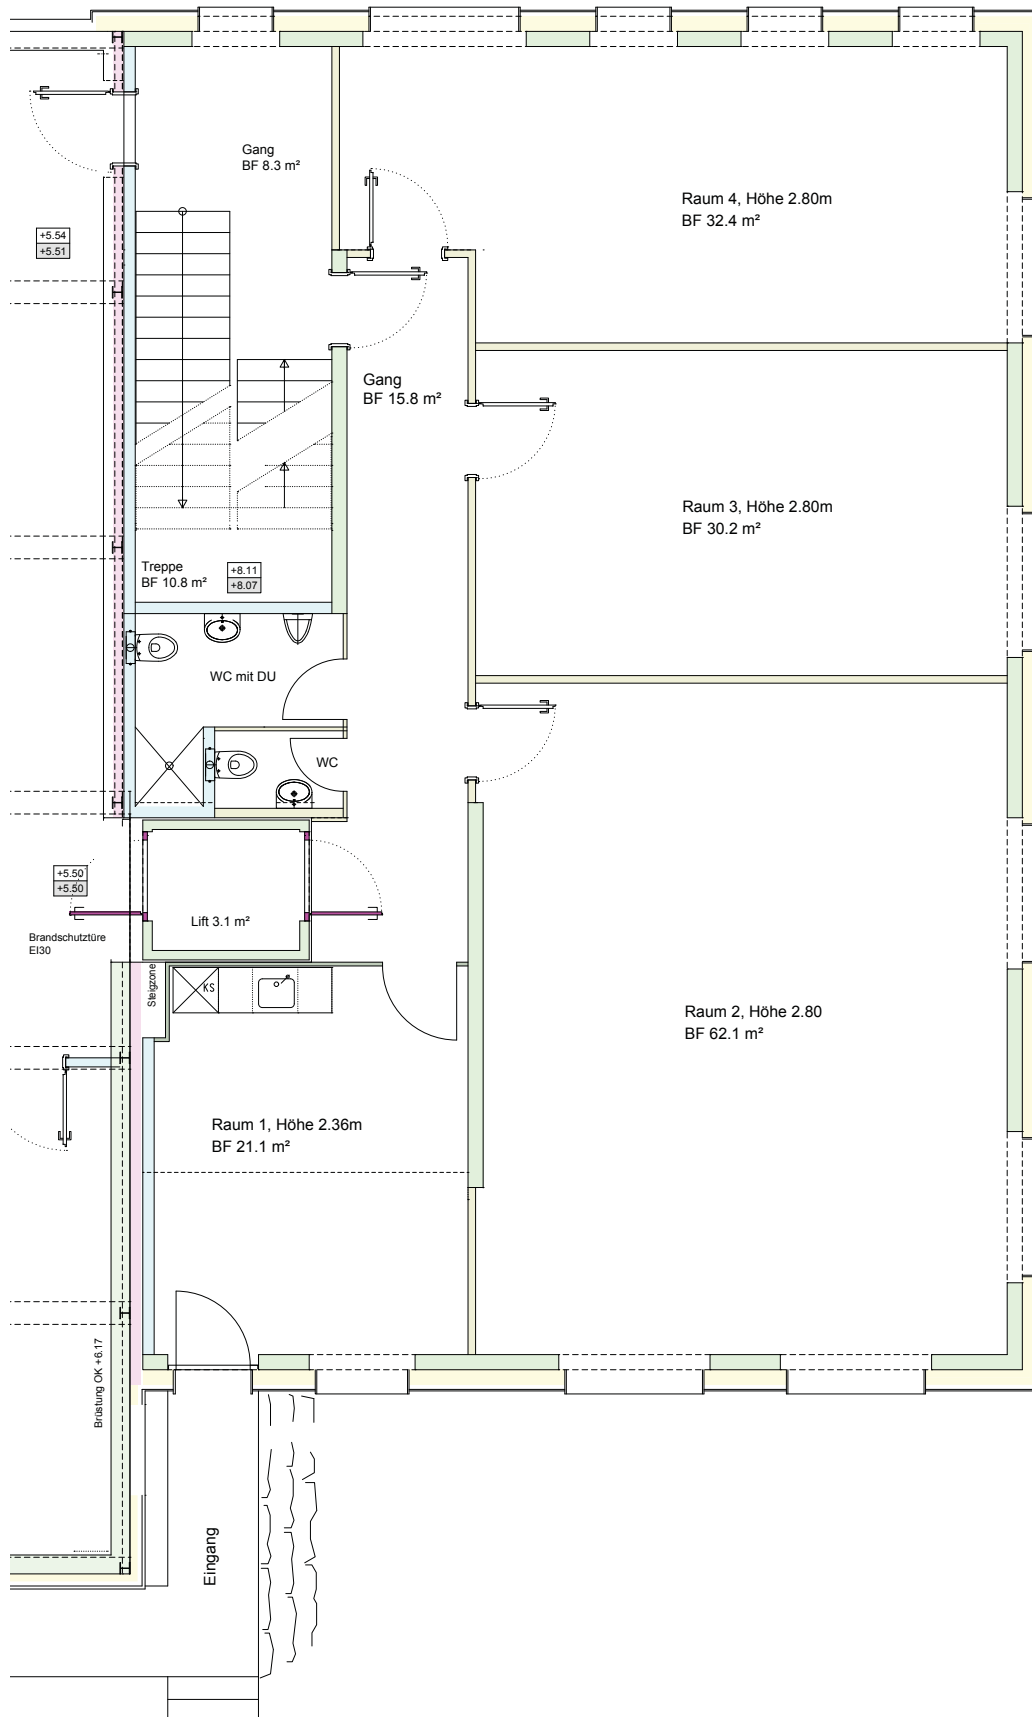 Gang
BF 8.3 m²
Raum 4, Höhe 2.80m
BF 32.4 m²
+5.54
+5.51
Gang
BF 15.8 m²
Raum 3, Höhe 2.80m
BF 30.2 m²
Treppe
BF 10.8 m²
+8.11
+8.07
WC mit DU
WC
+5.50
+5.50
Lift 3.1 m²
Brandschutztüre
EI30
Steigzone
KS
Raum 2, Höhe 2.80
BF 62.1 m²
Raum 1, Höhe 2.36m
BF 21.1 m²
Brüstung OK +6.17
Eingang